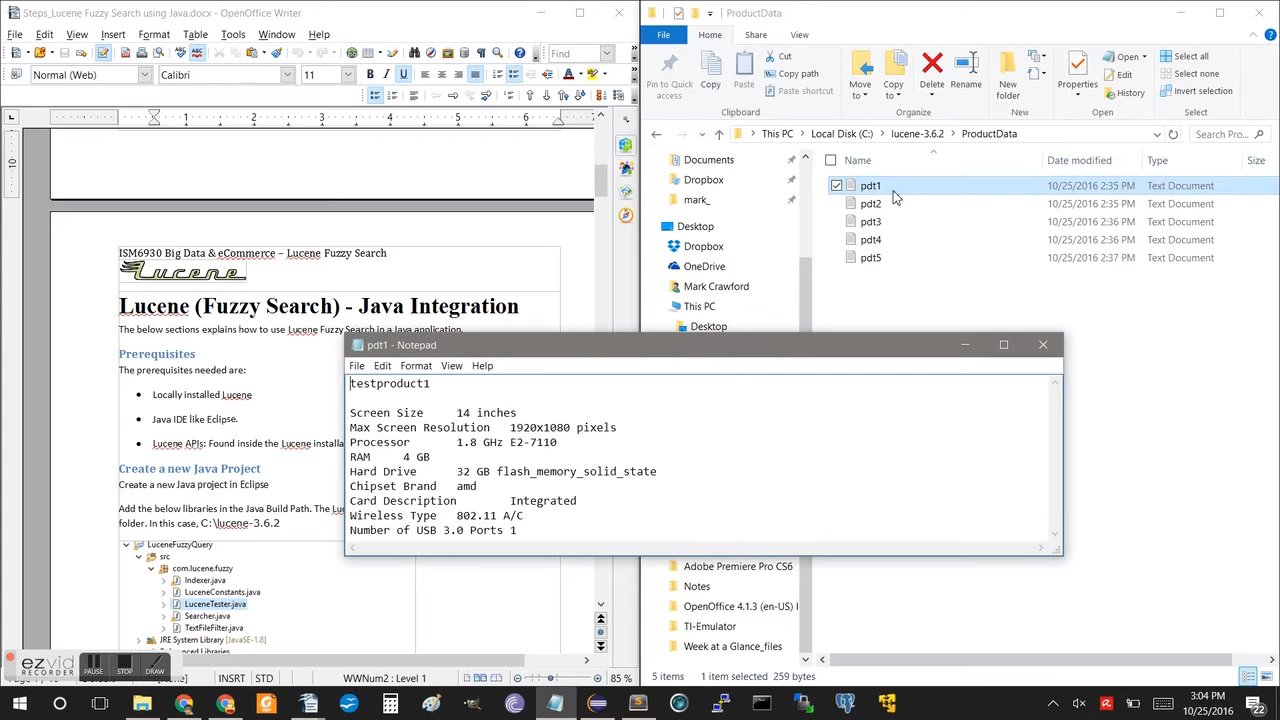 Steps_Lucene Fuzzy Search using Java.docx - OpenOffice Writer
File Edit View Insert Format Table Tools Window Help
Find
Normal (Web) Calibri 11 B I U
1 2 3 4 5 6
10
ISM6930 Big Data & eCommerce – Lucene Fuzzy Search
Lucene
Lucene (Fuzzy Search) - Java Integration
The below sections explains how to use Lucene Fuzzy Search in a Java application.
Prerequisites
The prerequisites needed are:
• Locally installed Lucene
• Java IDE like Eclipse.
• Lucene APIs: Found inside the Lucene installa
Create a new Java Project
Create a new Java project in Eclipse
Add the below libraries in the Java Build Path. The Lu
folder. In this case, C:\lucene-3.6.2
LuceneFuzzyQuery
src
com.lucene.fuzzy
Indexer.java
LuceneConstants.java
LuceneTester.java
Searcher.java
TextFileFilter.java
JRE System Library [JavaSE-1.8]
ezvid
RECORDER
PAUSE STOP DRAW
INSRT STD WWNum2 : Level 1 85 %
ProductData
File Home Share View
Pin to Quick access
Copy
Paste
Cut
Copy path
Paste shortcut
Move to
Copy to
Delete
Rename
New folder
Properties
Open
Edit
History
Select all
Select none
Invert selection
Clipboard Organize New Open Select
This PC Local Disk (C:) lucene-3.6.2 ProductData
Search Pro...
Name Date modified Type Size
pdt1 10/25/2016 2:35 PM Text Document
pdt2 10/25/2016 2:35 PM Text Document
pdt3 10/25/2016 2:36 PM Text Document
pdt4 10/25/2016 2:36 PM Text Document
pdt5 10/25/2016 2:37 PM Text Document
Documents
Dropbox
mark_
Desktop
Dropbox
OneDrive
Mark Crawford
This PC
Desktop
Adobe Premiere Pro CS6
Notes
OpenOffice 4.1.3 (en-US) I
TI-Emulator
Week at a Glance_files
5 items 1 item selected 259 bytes
pdt1 - Notepad
File Edit Format View Help
testproduct1
Screen Size 14 inches
Max Screen Resolution 1920x1080 pixels
Processor 1.8 GHz E2-7110
RAM 4 GB
Hard Drive 32 GB flash_memory_solid_state
Chipset Brand amd
Card Description Integrated
Wireless Type 802.11 A/C
Number of USB 3.0 Ports 1
3:04 PM
10/25/2016
22